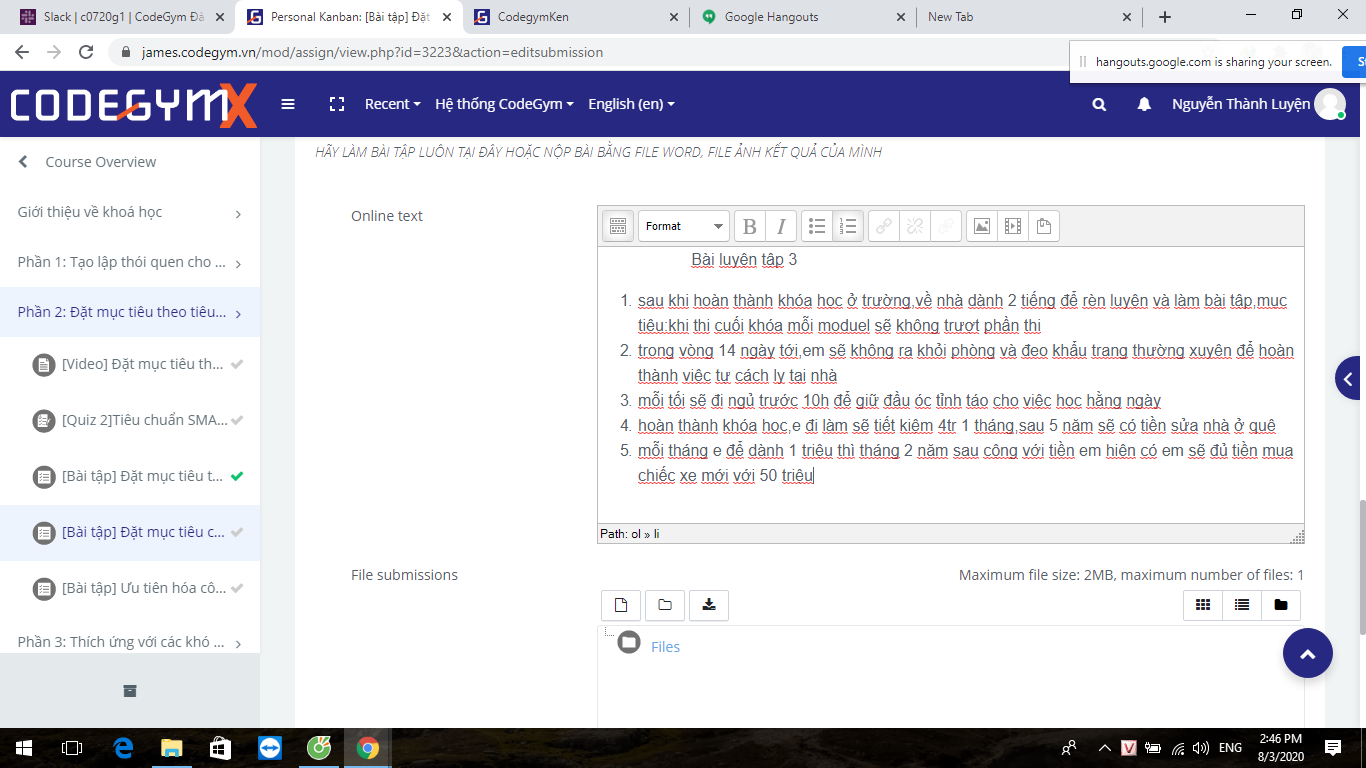 Slack | c0720g1 | CodeGym Đà
Personal Kanban: [Bài tập] Đặt
CodegymKen
Google Hangouts
New Tab
james.codegym.vn/mod/assign/view.php?id=3223&action=editsubmission
hangouts.google.com is sharing your screen.
CODEGYMX
Recent
Hệ thống CodeGym
English (en)
Nguyễn Thành Luyện
Course Overview
Giới thiệu về khoá học
Phần 1: Tạo lập thói quen cho ...
Phần 2: Đặt mục tiêu theo tiêu...
[Video] Đặt mục tiêu th...
[Quiz 2]Tiêu chuẩn SMA...
[Bài tập] Đặt mục tiêu t...
[Bài tập] Đặt mục tiêu c...
[Bài tập] Ưu tiên hóa cô...
Phần 3: Thích ứng với các khó ...
HÃY LÀM BÀI TẬP LUÔN TẠI ĐÂY HOẶC NỘP BÀI BẰNG FILE WORD, FILE ẢNH KẾT QUẢ CỦA MÌNH
Online text
Format
Bài luyện tập 3
1. sau khi hoàn thành khóa học ở trường,về nhà dành 2 tiếng để rèn luyện và làm bài tập,mục
tiêu:khi thi cuối khóa mỗi moduel sẽ không trượt phần thi
2. trong vòng 14 ngày tới,em sẽ không ra khỏi phòng và đeo khẩu trang thường xuyên để hoàn
thành việc tự cách ly tại nhà
3. mỗi tối sẽ đi ngủ trước 10h để giữ đầu óc tỉnh táo cho việc học hằng ngày
4. hoàn thành khóa học,e đi làm sẽ tiết kiệm 4tr 1 tháng,sau 5 năm sẽ có tiền sửa nhà ở quê
5. mỗi tháng e để dành 1 triệu thì tháng 2 năm sau cộng với tiền em hiện có em sẽ đủ tiền mua
chiếc xe mới với 50 triệu
Path: ol » li
File submissions
Maximum file size: 2MB, maximum number of files: 1
Files
ENG
2:46 PM
8/3/2020